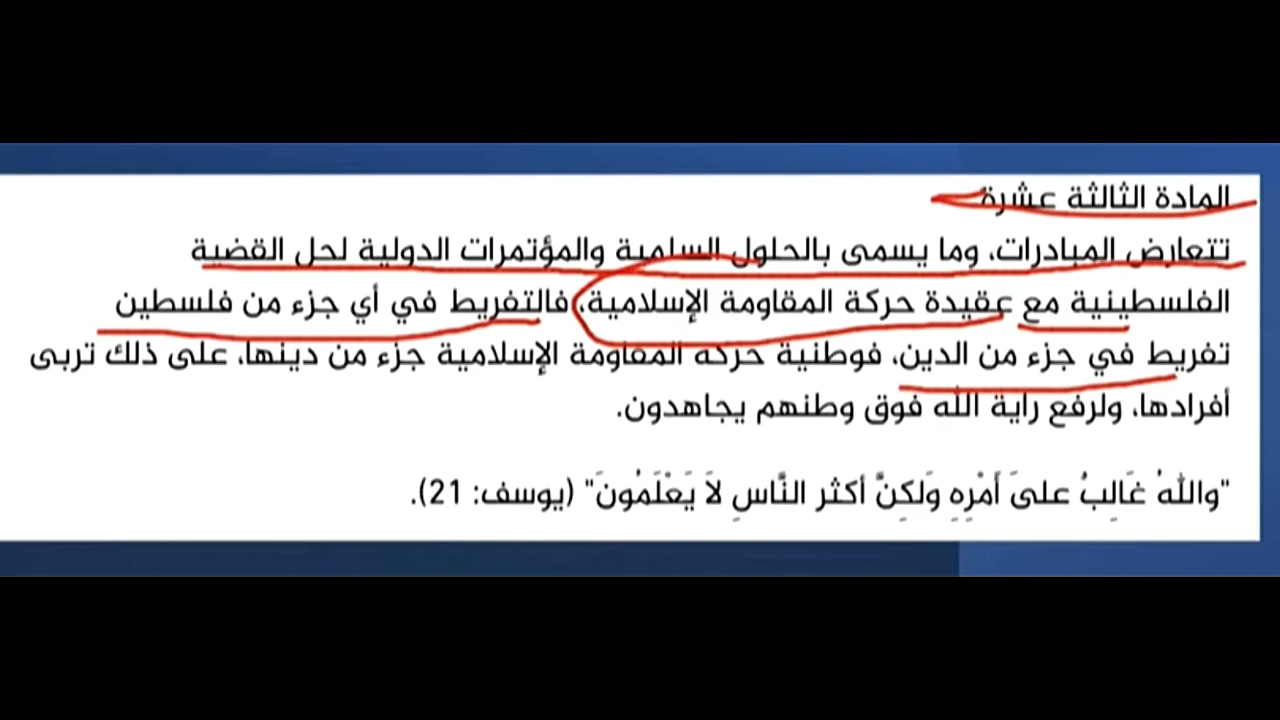 المادة الثالثة عشرة
تتعارض المبادرات، وما يسمى بالحلول السلمية والمؤتمرات الدولية لحل القضية
الفلسطينية مع عقيدة حركة المقاومة الإسلامية، فالتفريط في أي جزء من فلسطين
تفريط في جزء من الدين، فوطنية حركة المقاومة الإسلامية جزء من دينها، على ذلك تربى
أفرادها، ولرفع راية الله فوق وطنهم يجاهدون.
"واللهُ غَالِبُ علىَ أَمْرِهِ وَلكِنَّ أكثر النَّاسِ لاَ يَعْلَمُونَ" (يوسف: 21).